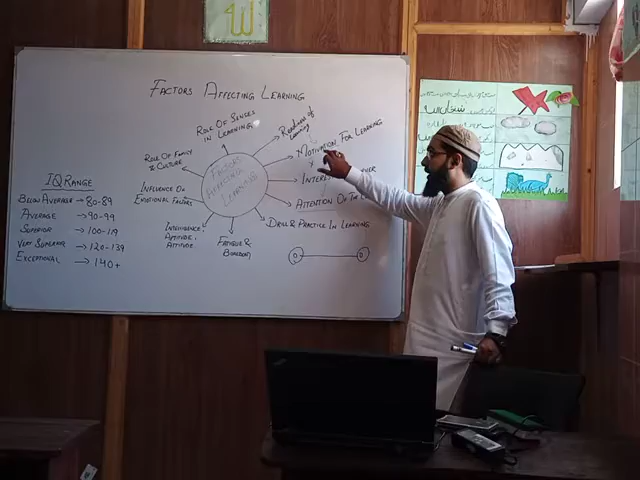 الله
FACTORS AFFECTING LEARNING
ROLE OF SENSES
IN LEARNING
Readiness of
Learning
MOTIVATION FOR LEARNING
ROLE OF FAMILY
& CULTURE
FACTORS
AFFECTING
LEARNING
INTEREST
INFLUENCE OF
EMOTIONAL FACTORS
ATTENTION OF THE
DRILL & PRACTICE IN LEARNING
INTELLIGENCE,
APTITUDE,
ATTITUDE.
FATIGUE &
BOREDOM
IQ RANGE
BELOW AVERAGE → 80-89
AVERAGE → 90-99
SUPERIOR → 100-119
VERY SUPERIOR → 120-139
EXCEPTIONAL → 140+